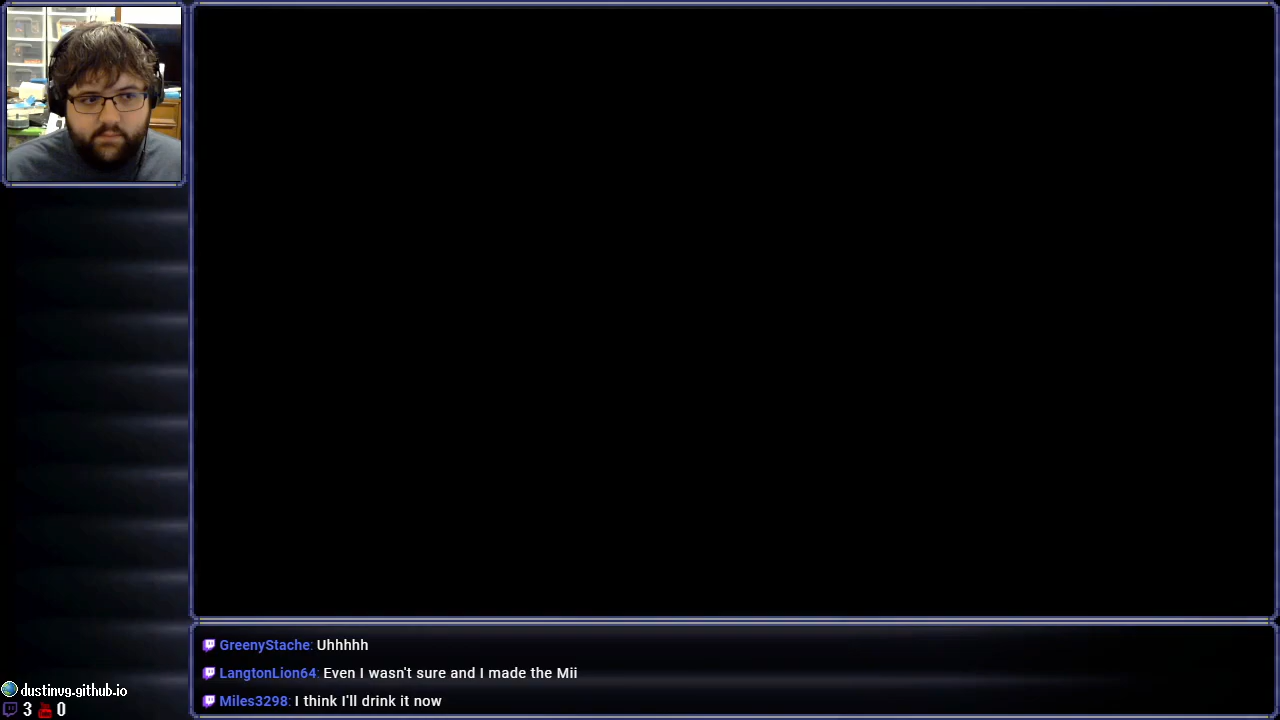 GreenyStache: Uhhhhh
LangtonLion64: Even I wasn't sure and I made the Mii
Miles3298: I think I'll drink it now
dustinvg.github.io
3 0